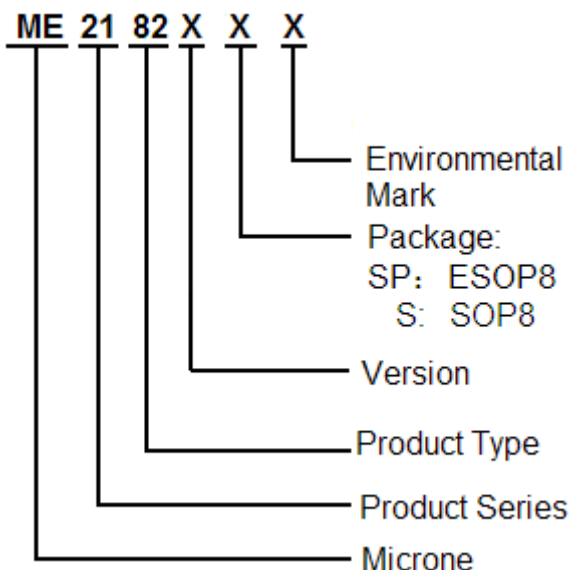 ME 21 82 X X X
Environmental
Mark
Package:
SP： ESOP8
S: SOP8
Version
Product Type
Product Series
Microne